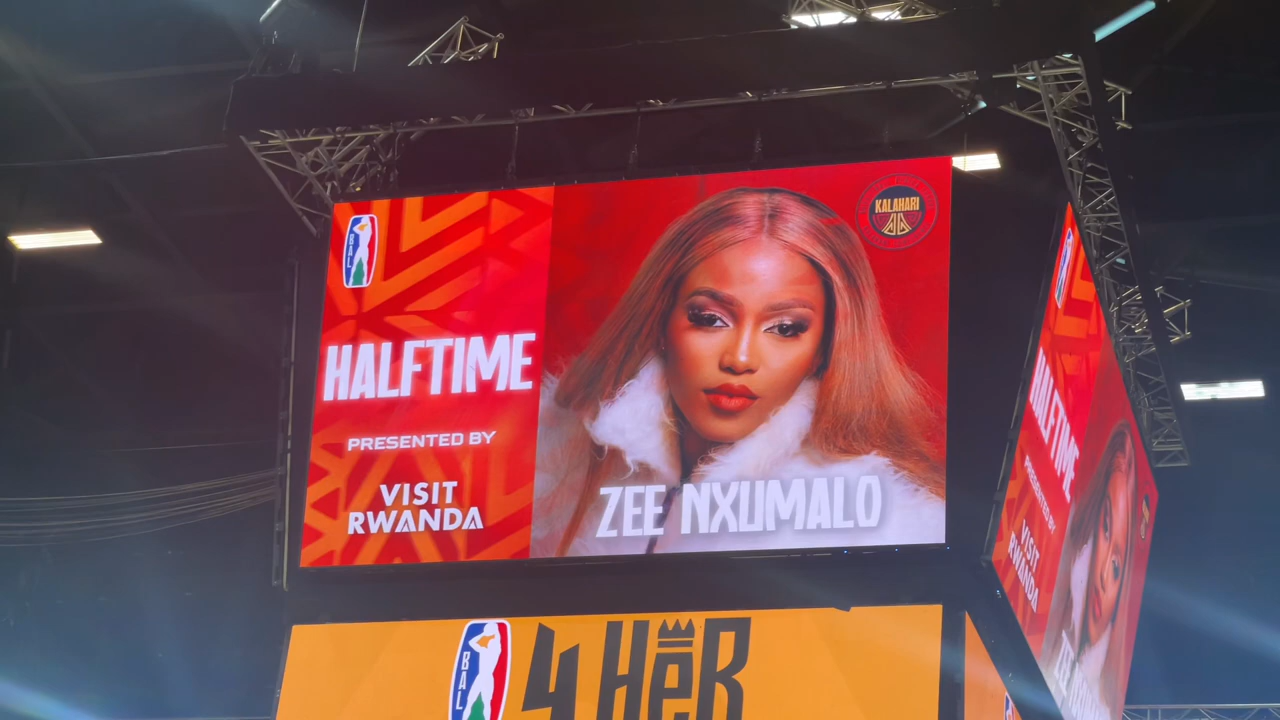 BAL
HALFTIME
PRESENTED BY
VISIT
RWANDA
KALAHARI
ZEE NXUMALO
BAL
4 HER
HALFTIME
PRESENTED BY
VISIT
RWANDA